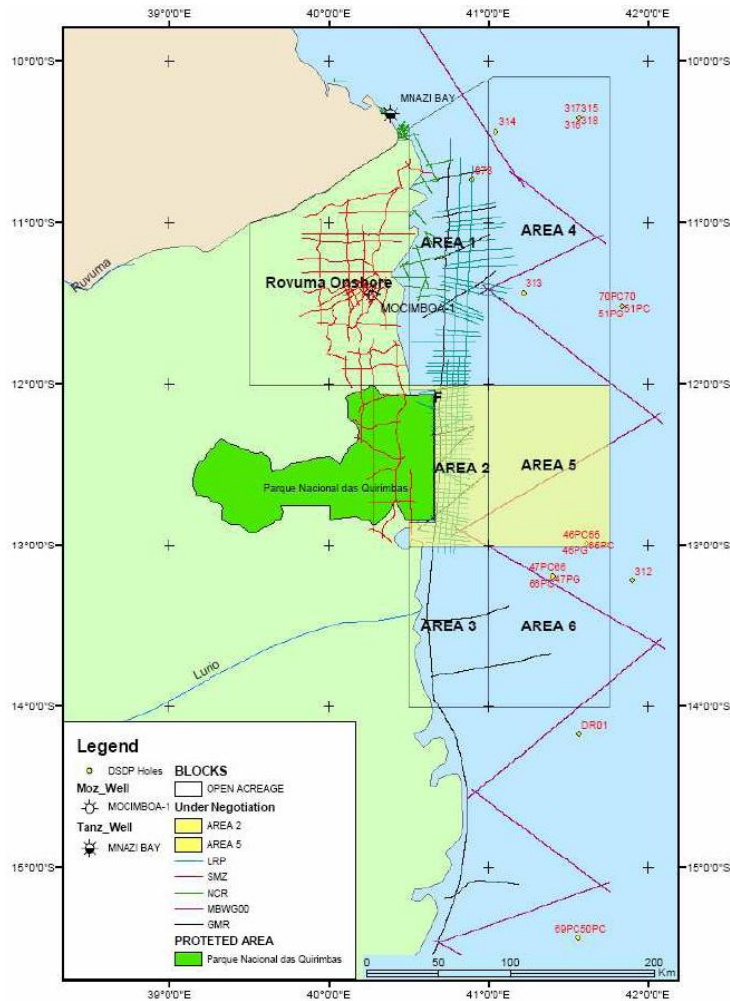 39°0'0"E 40°0'0"E 41°0'0"E 42°0'0"E
10°0'0"S
10°0'0"S
MNAZI BAY
314
317315
318
11°0'0"S
11°0'0"S
AREA 1
AREA 4
Rovuma Onshore
MOCIMBOA-1
313
70PC70
51PC
Ruvuma
12°0'0"S
12°0'0"S
F
AREA 2
AREA 5
Parque Nacional das Quirimbas
13°0'0"S
13°0'0"S
46PC65
46PG
47PC66
47PG
312
AREA 3
AREA 6
Lurio
14°0'0"S
14°0'0"S
DR01
15°0'0"S
15°0'0"S
69PC50PC
Legend
DSDP Holes
Moz_Well
MOCIMBOA-1
Tanz_Well
MNAZI BAY
BLOCKS
OPEN ACREAGE
Under Negotiation
AREA 2
AREA 5
LRP
SMZ
NCR
MBWG00
GMR
PROTETED AREA
Parque Nacional das Quirimbas
0 50 100 200
Km
39°0'0"E 40°0'0"E 41°0'0"E 42°0'0"E